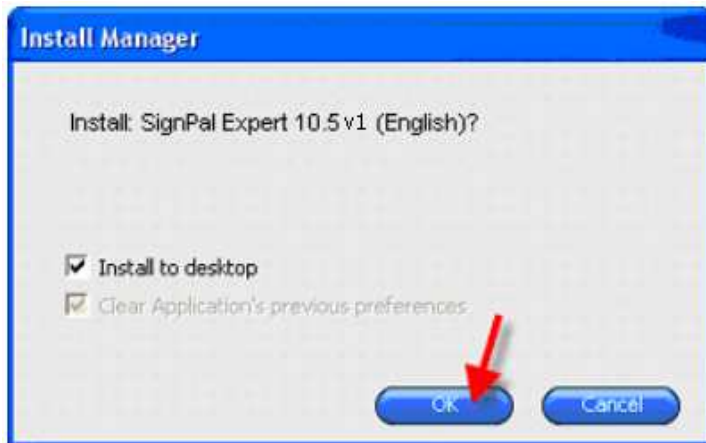 Install Manager
Install: SignPal Expert 10.5 v1 (English)?
Install to desktop
Clear Application's previous preferences
OK Cancel